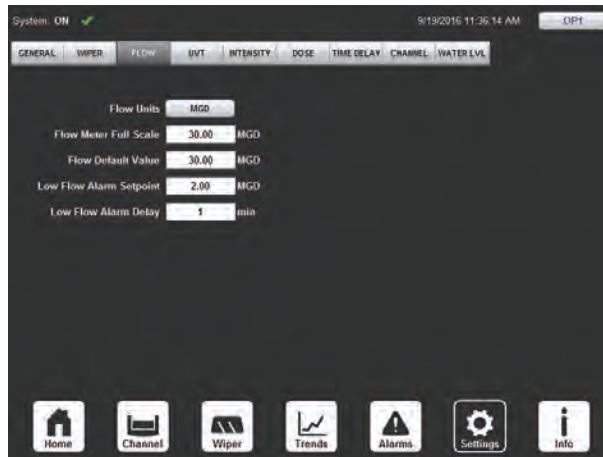 System: ON 9/19/2016 11:36:14 AM OP1
GENERAL WIPER FLOW UVT INTENSITY DOSE TIME DELAY CHANNEL WATER LVL
Flow Units MGD
Flow Meter Full Scale 30.00 MGD
Flow Default Value 30.00 MGD
Low Flow Alarm Setpoint 2.00 MGD
Low Flow Alarm Delay 1 min
Home Channel Wiper Trends Alarms Settings Info